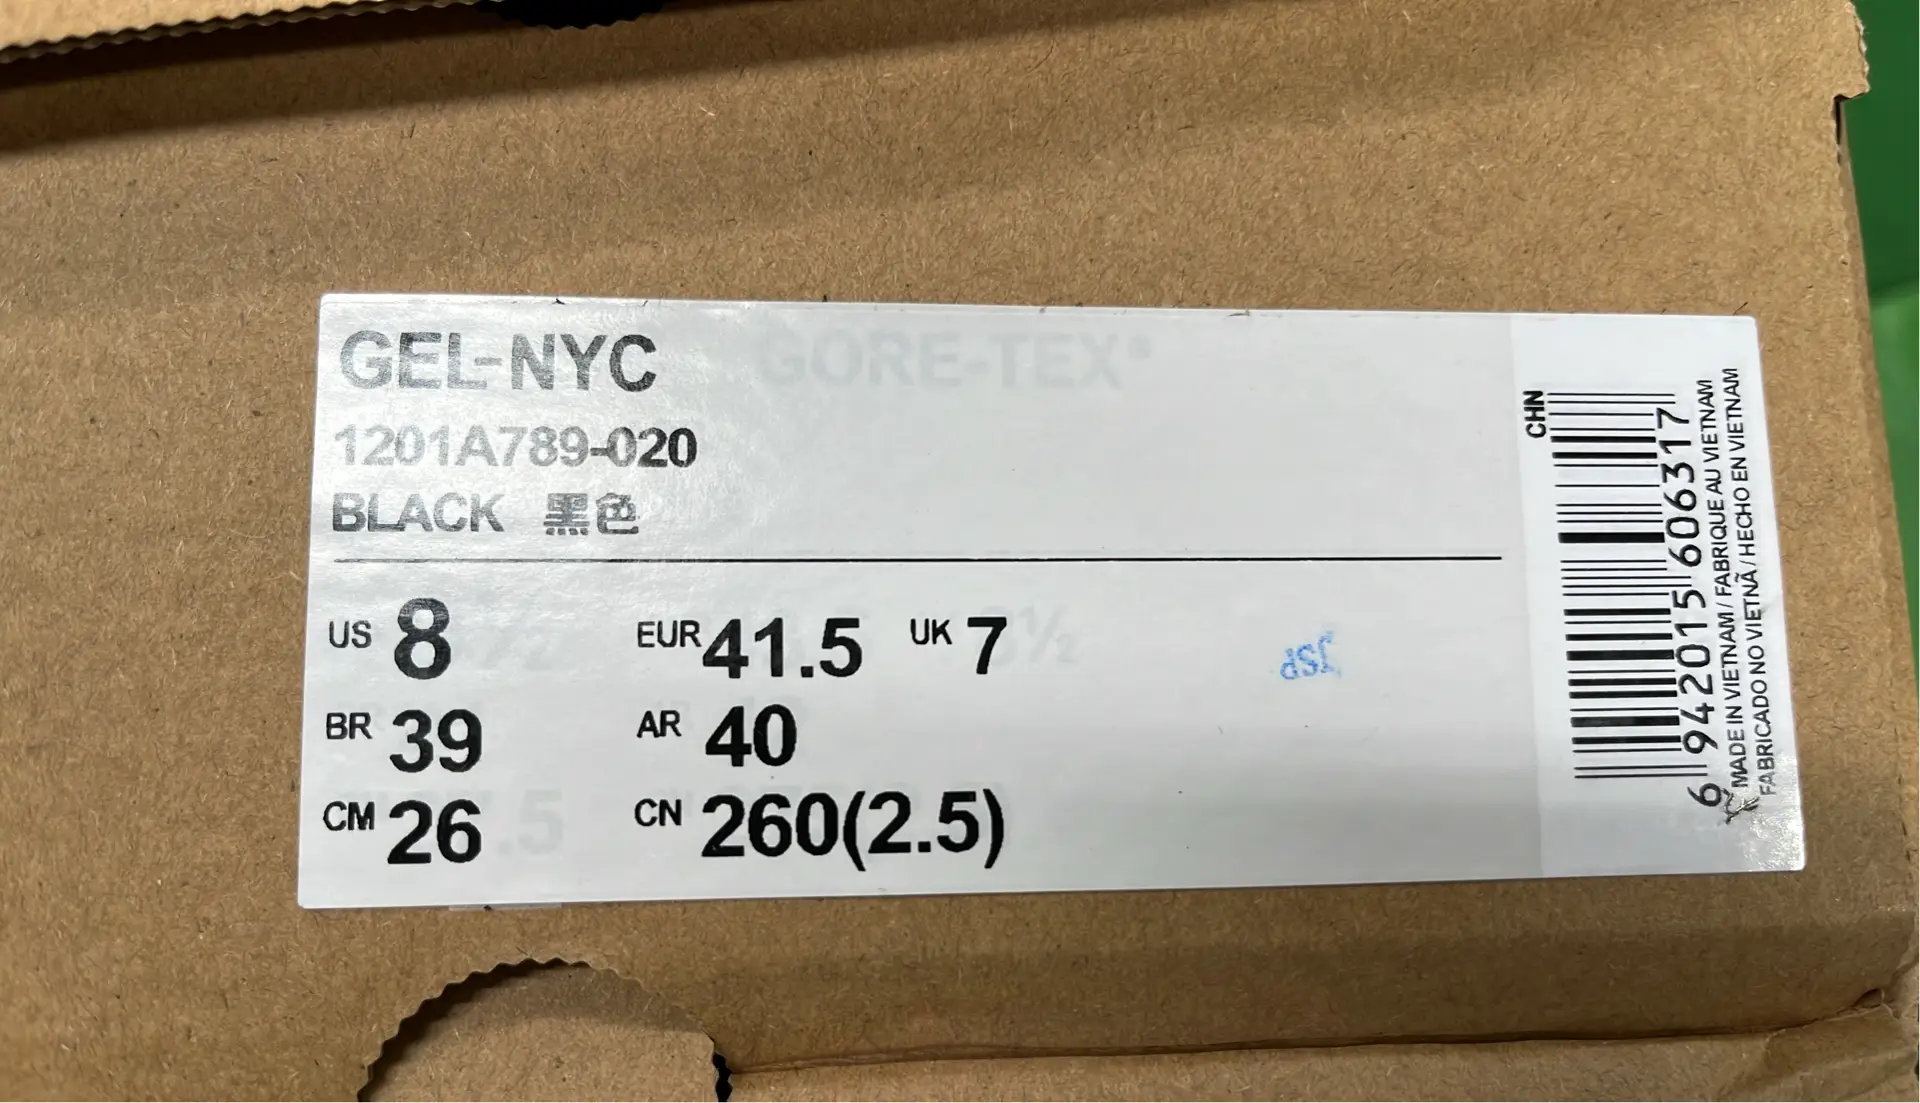 GEL-NYC GORE-TEX®
1201A789-020
BLACK 黑色
US 8 EUR 41.5 UK 7
BR 39 AR 40
CM 26 CN 260(2.5)
CHN
6 942015 606317
MADE IN VIETNAM / FABRIQUE AU VIETNAM
FABRICADO NO VIETNÃ / HECHO EN VIETNAM